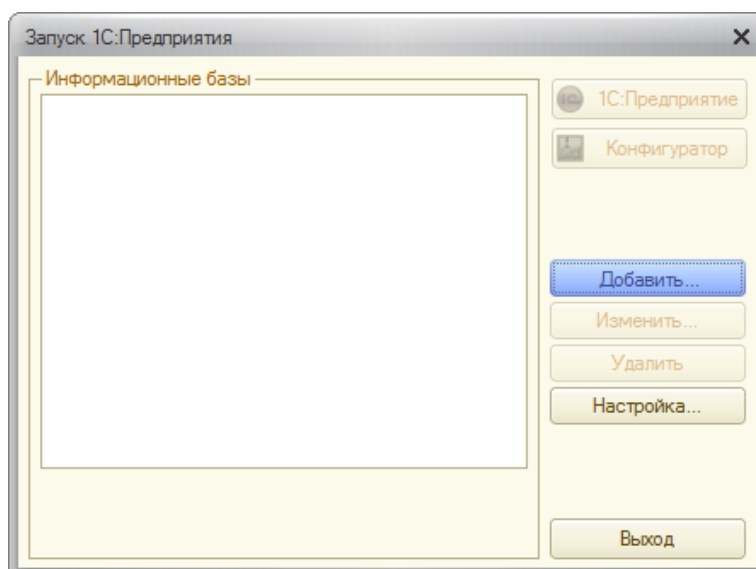 Запуск 1С:Предприятия
Информационные базы
1С:Предприятие
Конфигуратор
Добавить...
Изменить...
Удалить
Настройка...
Выход